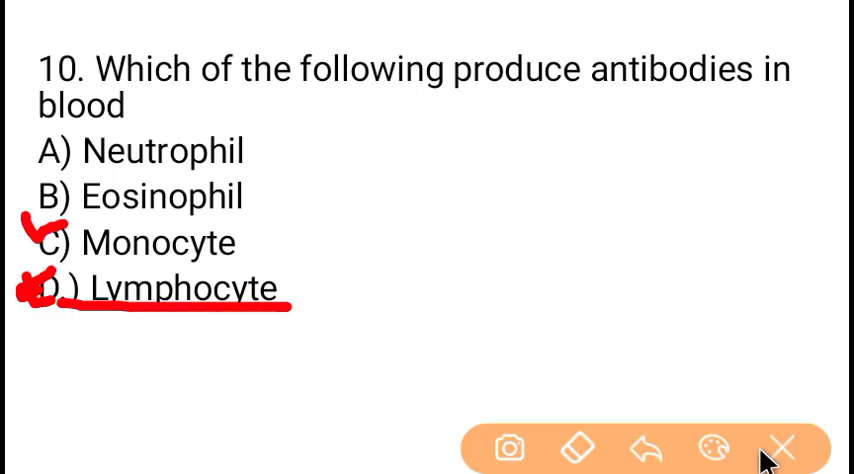 10. Which of the following produce antibodies in
blood
A) Neutrophil
B) Eosinophil
C) Monocyte
D.) Lymphocyte